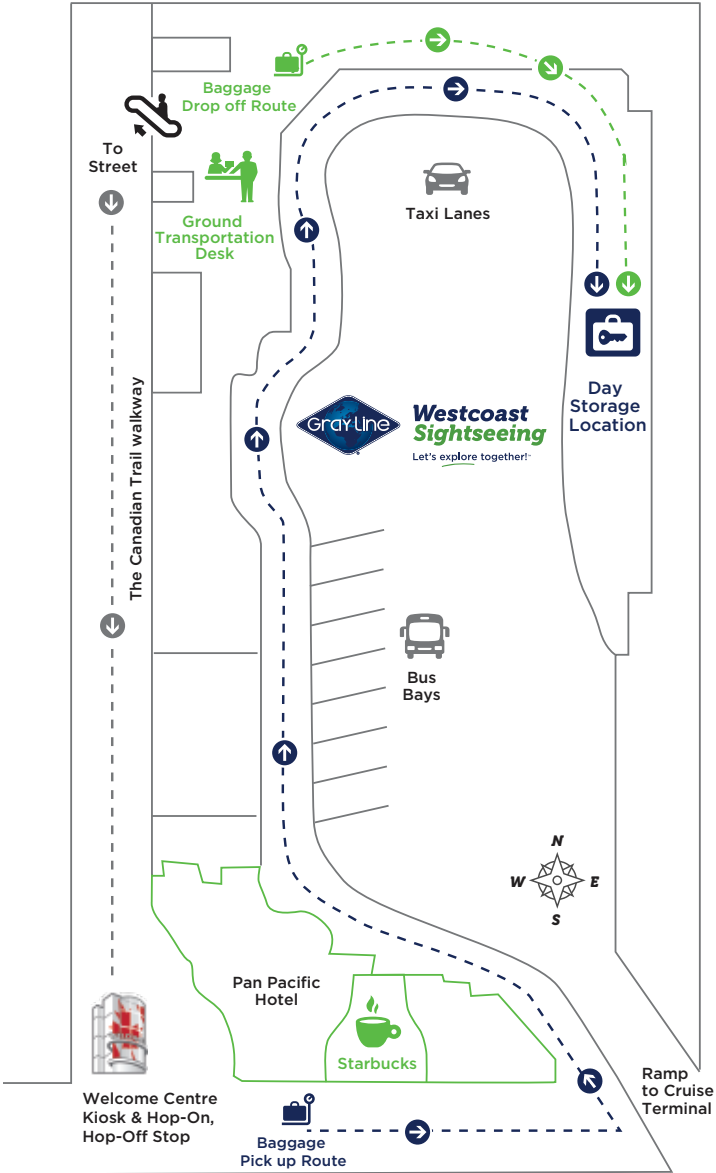 Baggage
Drop off Route
To
Street
Ground
Transportation
Desk
Taxi Lanes
Day
Storage
Location
The Canadian Trail walkway
GRAY LINE
Westcoast
Sightseeing
Let's explore together!
Bus
Bays
N
W
E
S
Pan Pacific
Hotel
Starbucks
Welcome Centre
Kiosk & Hop-On,
Hop-Off Stop
Baggage
Pick up Route
Ramp
to Cruise
Terminal